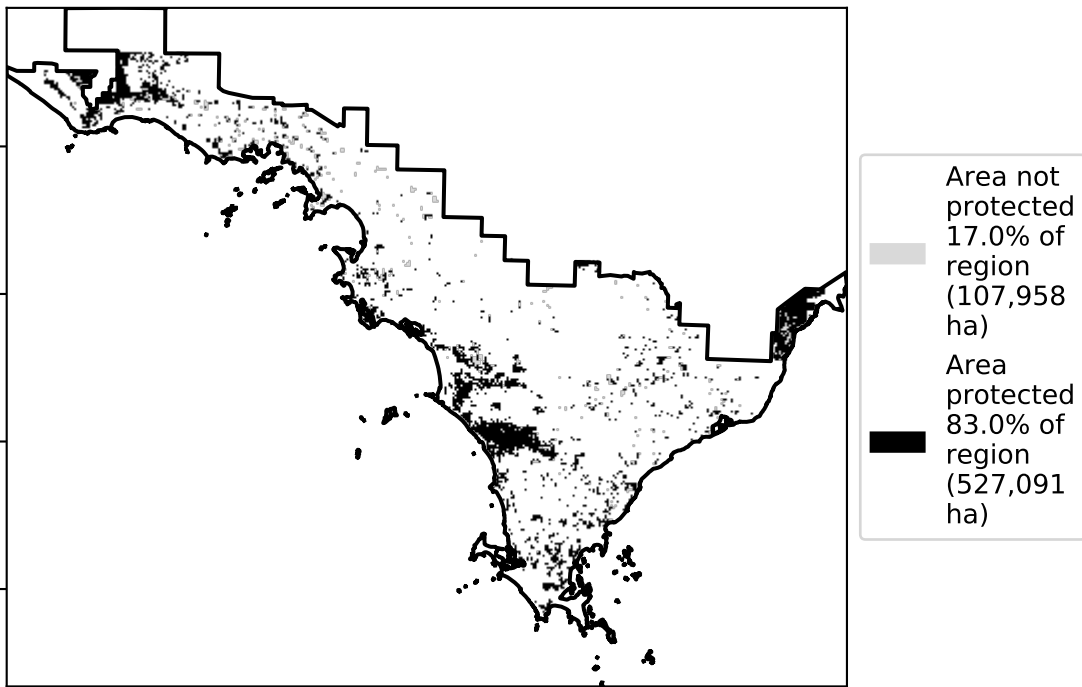 Area not
protected
17.0% of
region
(107,958
ha)
Area
protected
83.0% of
region
(527,091
ha)